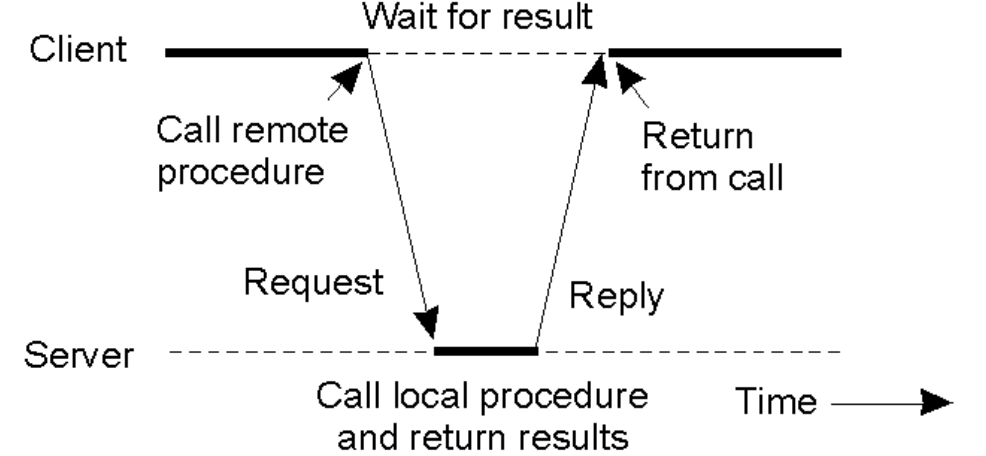 Wait for result
Client
Call remote
procedure
Return
from call
Request
Reply
Server
Call local procedure
and return results
Time